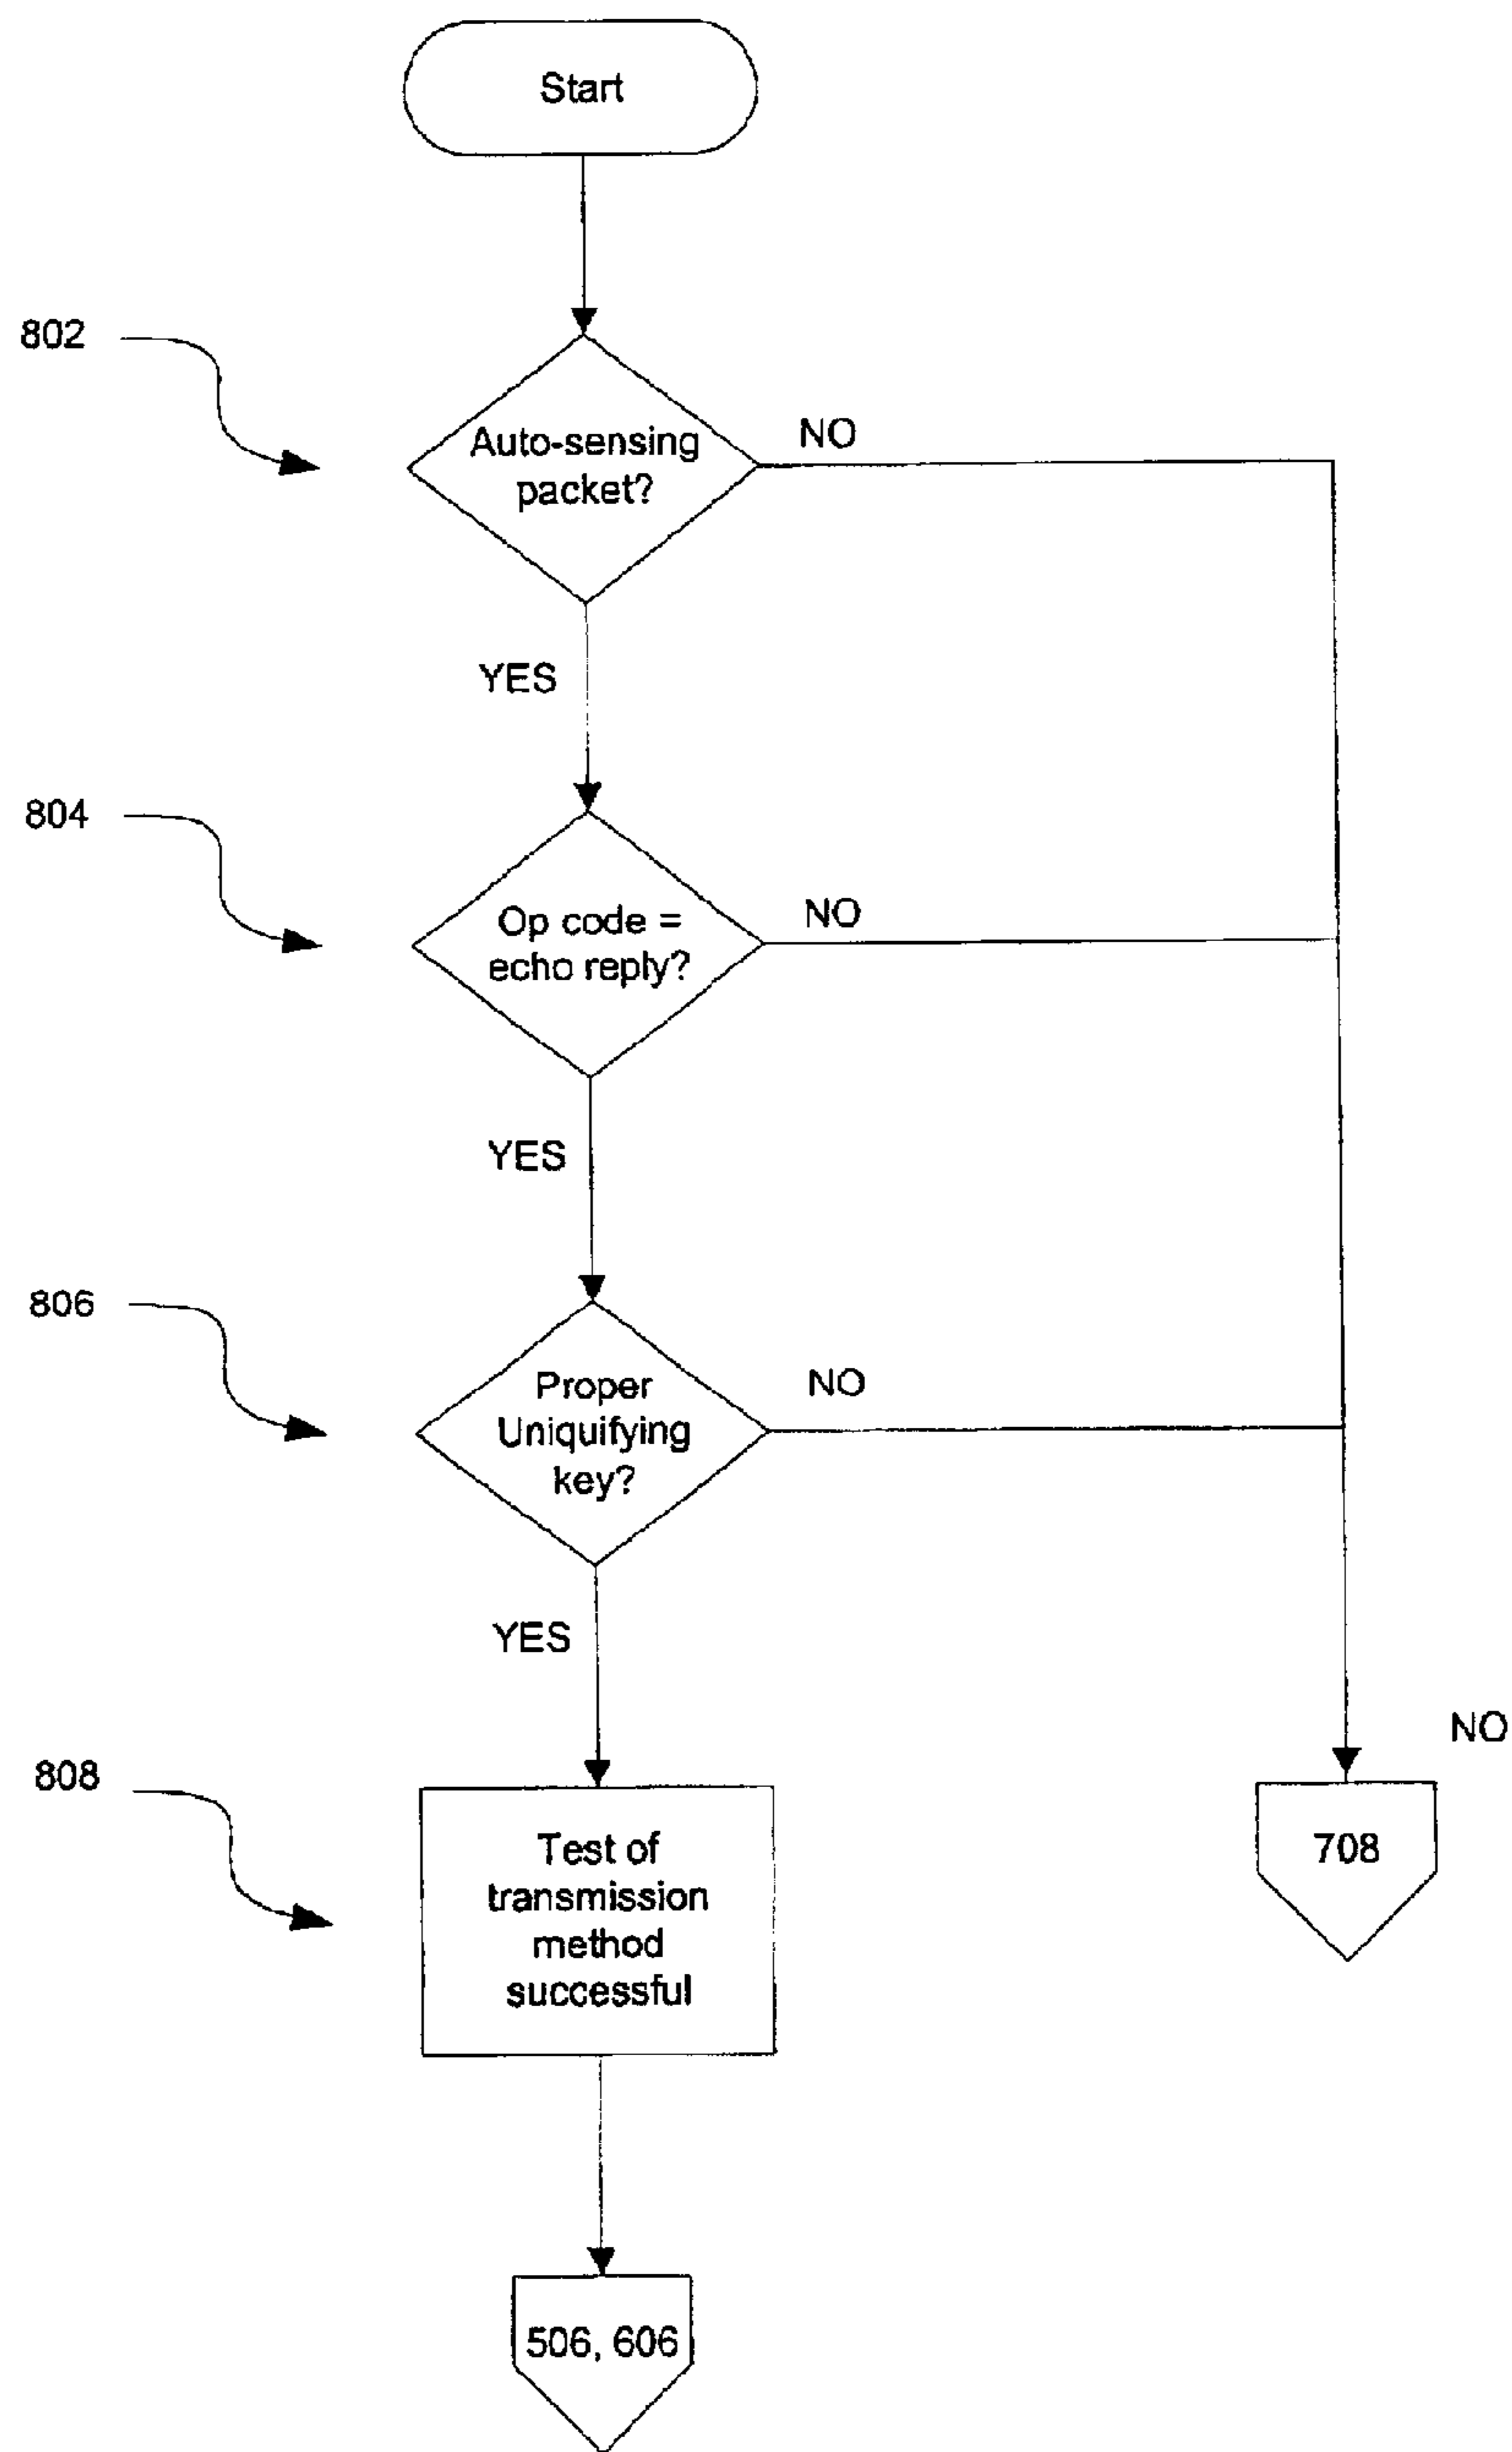 Start
802
Auto-sensing
packet?
NO
YES
804
Op code =
echo reply?
NO
YES
806
Proper
Uniquifying
key?
NO
YES
NO
808
Test of
transmission
method
successful
708
506, 606